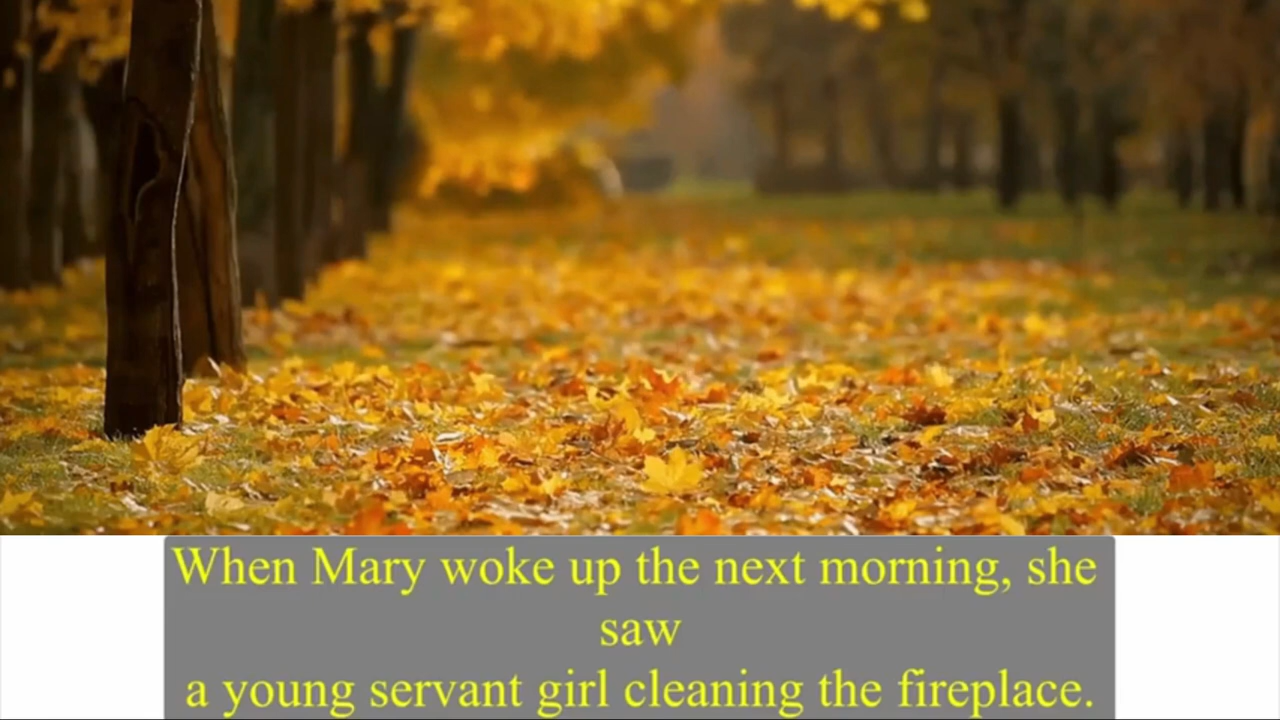 When Mary woke up the next morning, she
saw
a young servant girl cleaning the fireplace.